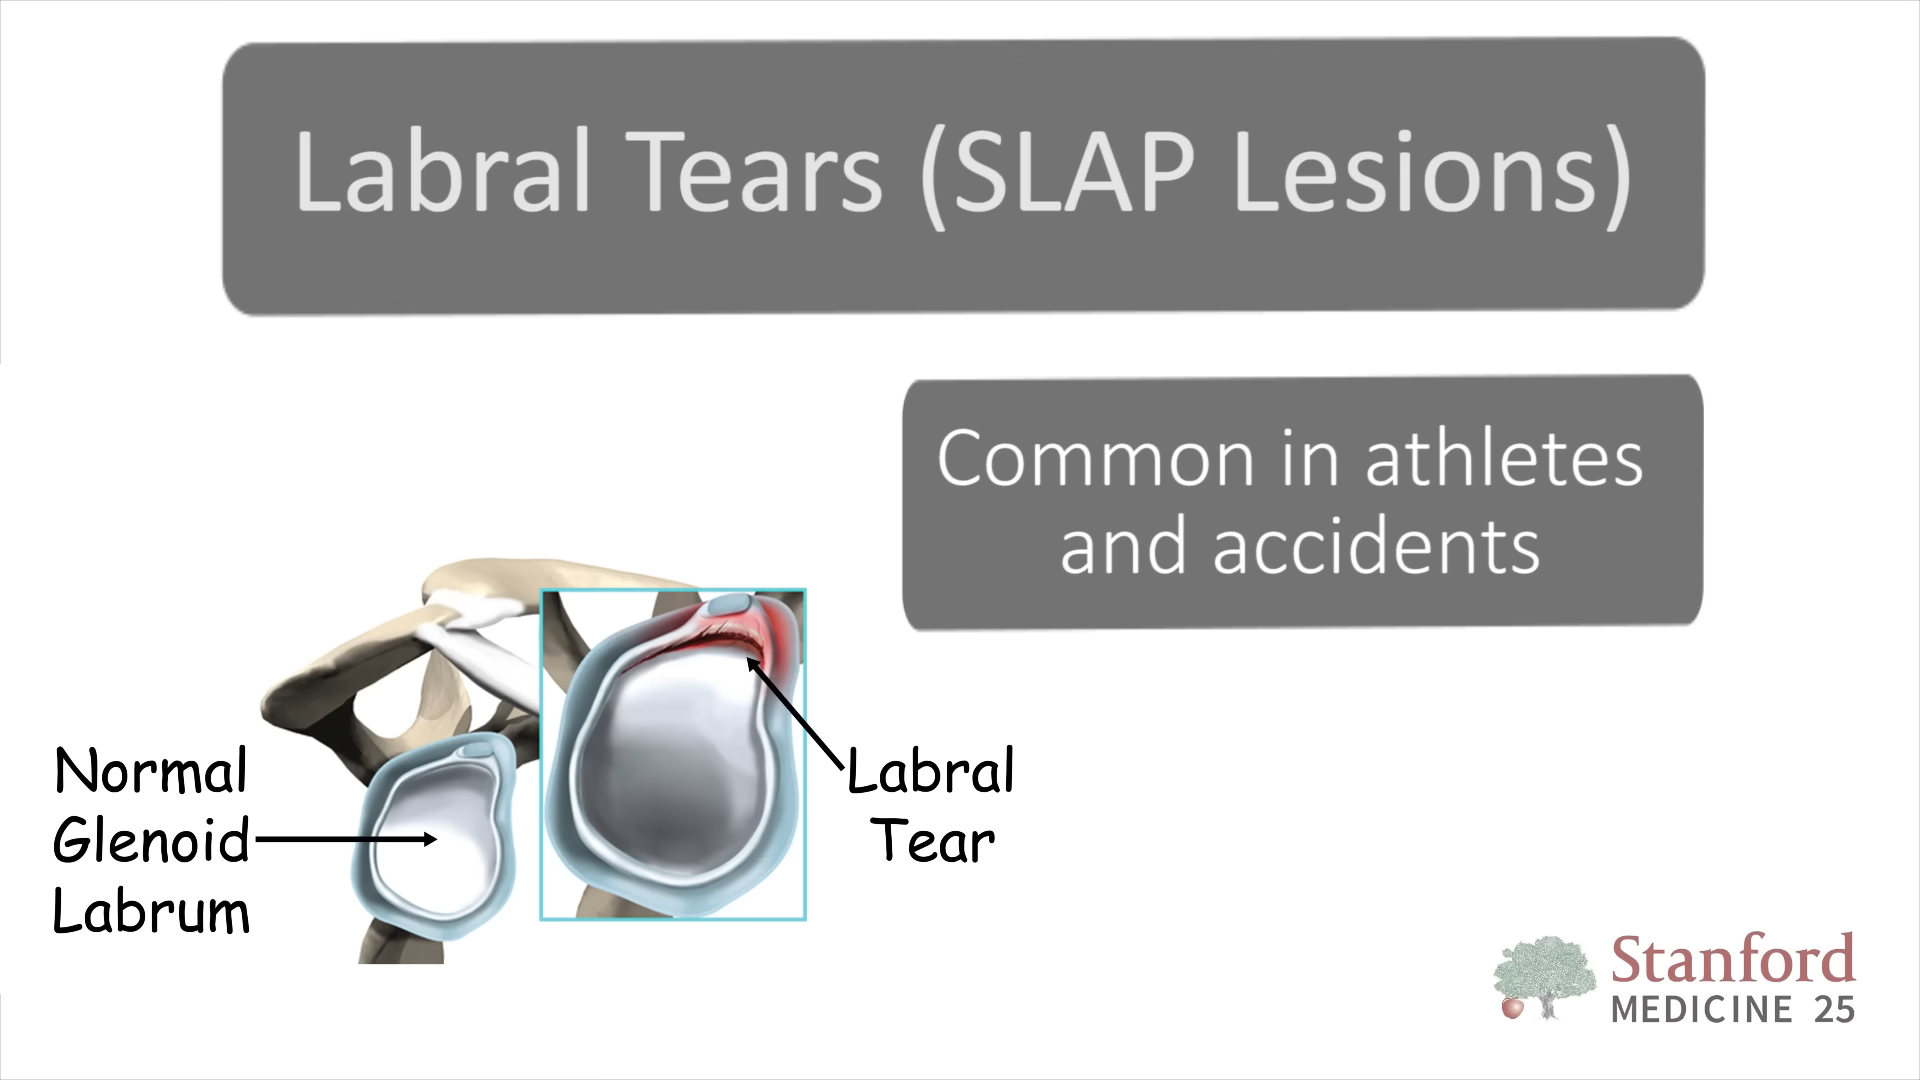 Labral Tears (SLAP Lesions)
Common in athletes
and accidents
Normal
Glenoid
Labrum
Labral
Tear
Stanford
MEDICINE 25